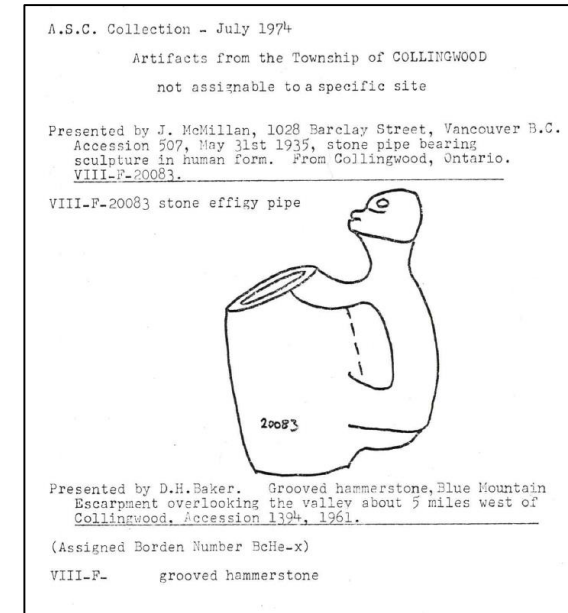 A.S.C. Collection - July 1974
Artifacts from the Township of COLLINGWOOD
not assignable to a specific site
Presented by J. McMillan, 1028 Barclay Street, Vancouver B.C.
Accession 507, May 31st 1935, stone pipe bearing
sculpture in human form. From Collingwood, Ontario.
VIII-F-20083.
VIII-F-20083 stone effigy pipe
20083
Presented by D.H.Baker. Grooved hammerstone, Blue Mountain
Escarpment overlooking the valley about 5 miles west of
Collingwood. Accession 1394, 1961.
(Assigned Borden Number BcHe-x)
VIII-F- grooved hammerstone